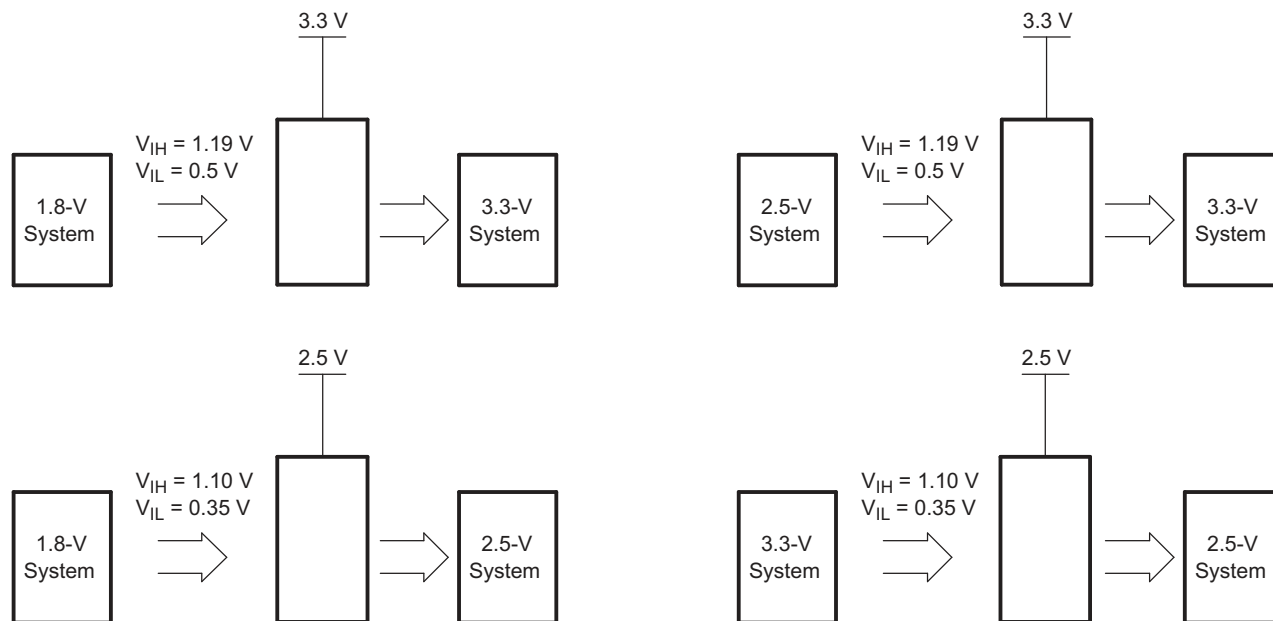 3.3 V
V_IH = 1.19 V
V_IL = 0.5 V
1.8-V
System
3.3-V
System
3.3 V
V_IH = 1.19 V
V_IL = 0.5 V
2.5-V
System
3.3-V
System
2.5 V
V_IH = 1.10 V
V_IL = 0.35 V
1.8-V
System
2.5-V
System
2.5 V
V_IH = 1.10 V
V_IL = 0.35 V
3.3-V
System
2.5-V
System